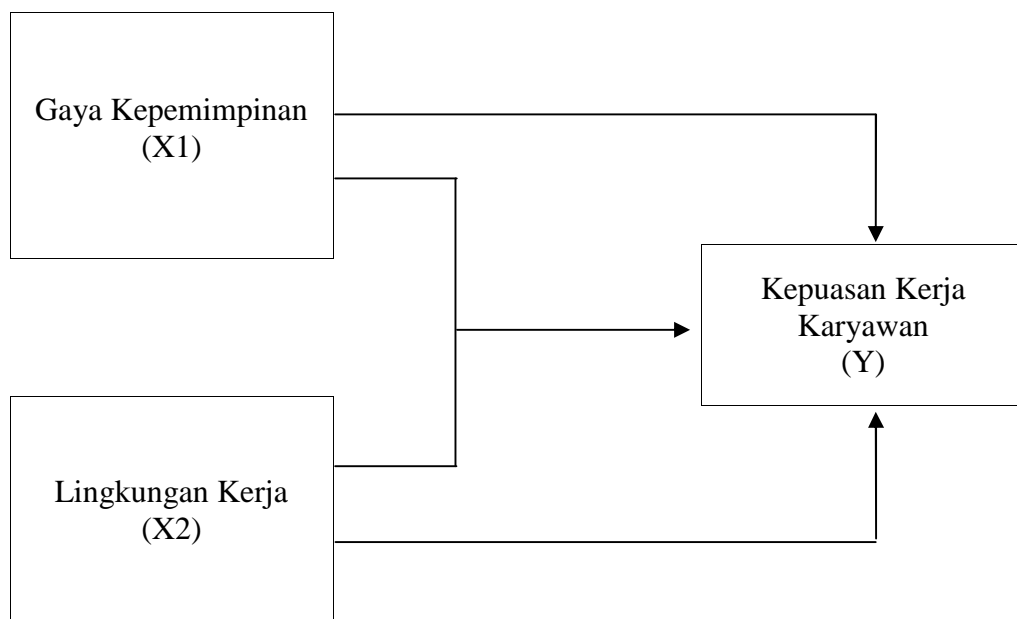 Gaya Kepemimpinan
(X1)
Kepuasan Kerja
Karyawan
(Y)
Lingkungan Kerja
(X2)